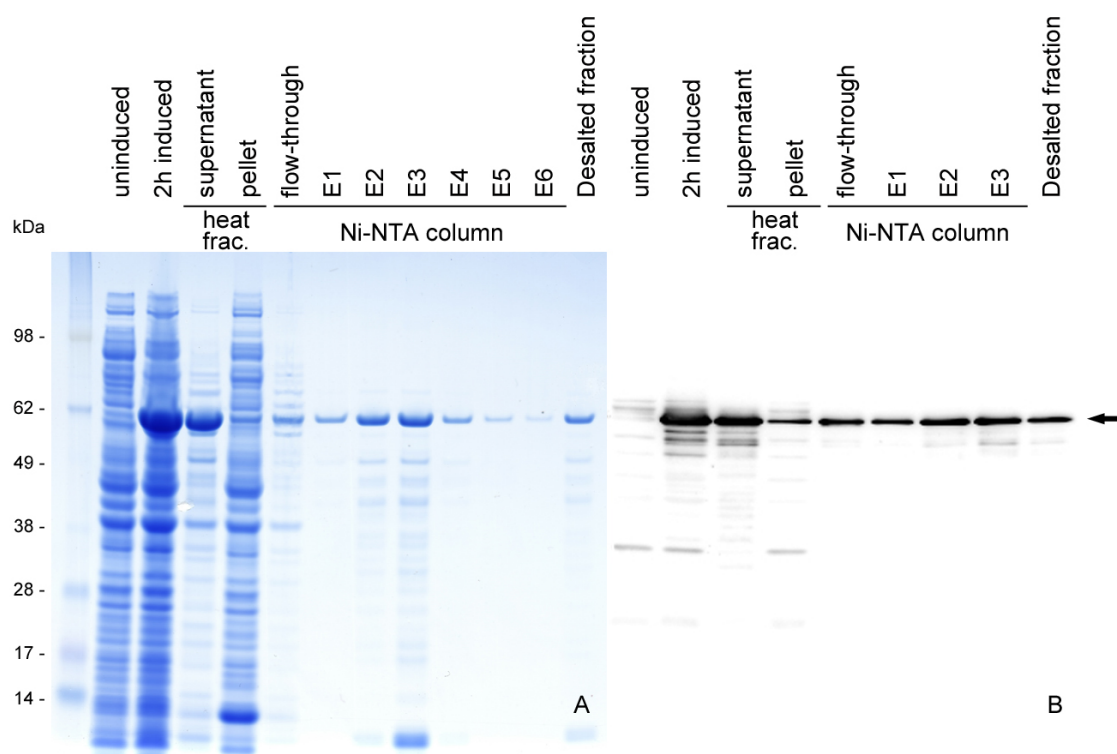 uninduced
2h induced
supernatant
pellet
flow-through
E1
E2
E3
E4
E5
E6
Desalted fraction
heat
frac.
Ni-NTA column
uninduced
2h induced
supernatant
pellet
flow-through
E1
E2
E3
Desalted fraction
heat
frac.
Ni-NTA column
kDa
98 -
62 -
49 -
38 -
28 -
17 -
14 -
A
B